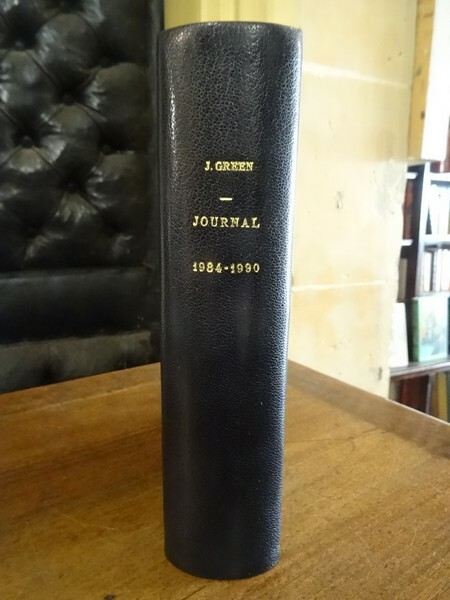 J. GREEN
—
JOURNAL
1984-1990